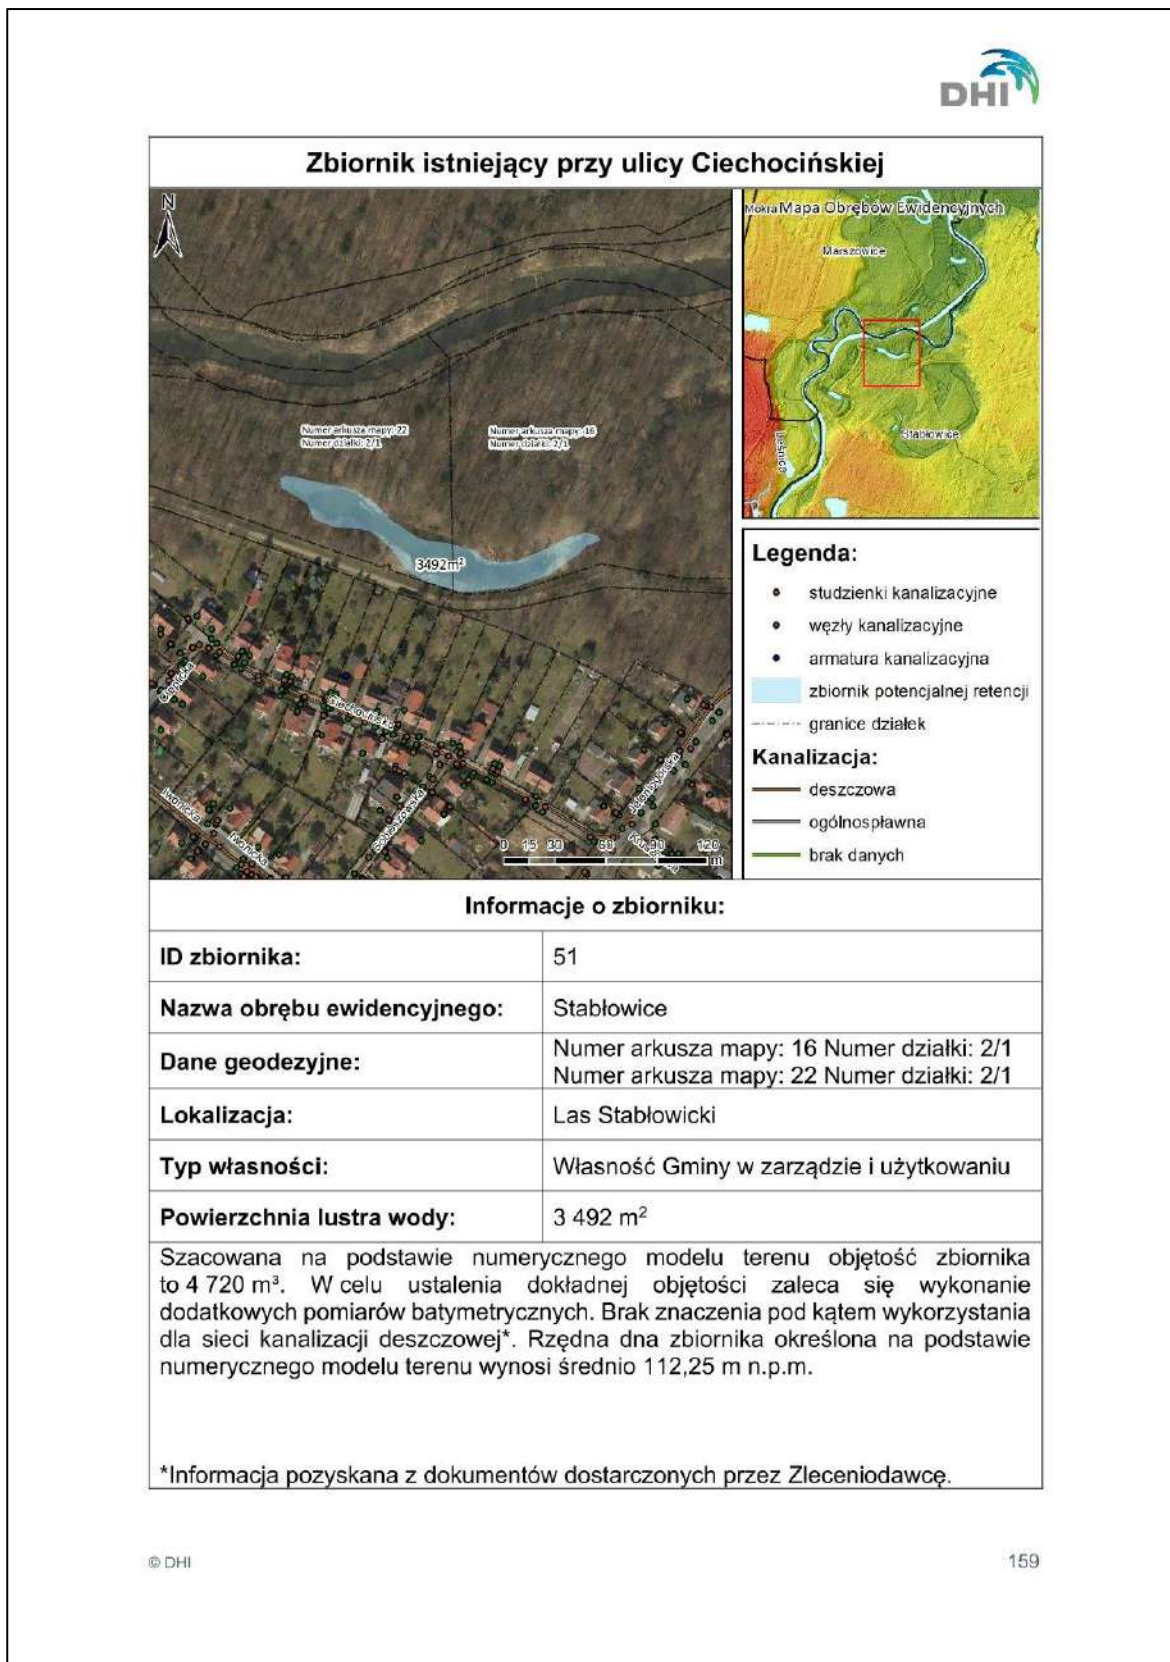 DHI
Zbiornik istniejący przy ulicy Ciechocińskiej
N
Numer arkusza mapy: 22
Numer działki: 2/1
Numer arkusza mapy: 16
Numer działki: 2/1
3492m²
Cieplicka
Ciechocińska
Iwonicka
Iwonicka
Jeleniogórska
0 15 30 60 90 120
m
Mokra
Mapa Obrębów Ewidencyjnych
Marszowice
Stabłowice
Leśnica
Legenda:
studzienki kanalizacyjne
węzły kanalizacyjne
armatura kanalizacyjna
zbiornik potencjalnej retencji
granice działek
Kanalizacja:
deszczowa
ogólnospławna
brak danych
Informacje o zbiorniku:
ID zbiornika: 51
Nazwa obrębu ewidencyjnego: Stabłowice
Dane geodezyjne: Numer arkusza mapy: 16 Numer działki: 2/1
Numer arkusza mapy: 22 Numer działki: 2/1
Lokalizacja: Las Stabłowicki
Typ własności: Własność Gminy w zarządzie i użytkowaniu
Powierzchnia lustra wody: 3 492 m²
Szacowana na podstawie numerycznego modelu terenu objętość zbiornika
to 4 720 m³. W celu ustalenia dokładnej objętości zaleca się wykonanie
dodatkowych pomiarów batymetrycznych. Brak znaczenia pod kątem wykorzystania
dla sieci kanalizacji deszczowej*. Rzędna dna zbiornika określona na podstawie
numerycznego modelu terenu wynosi średnio 112,25 m n.p.m.
*Informacja pozyskana z dokumentów dostarczonych przez Zleceniodawcę.
© DHI
159